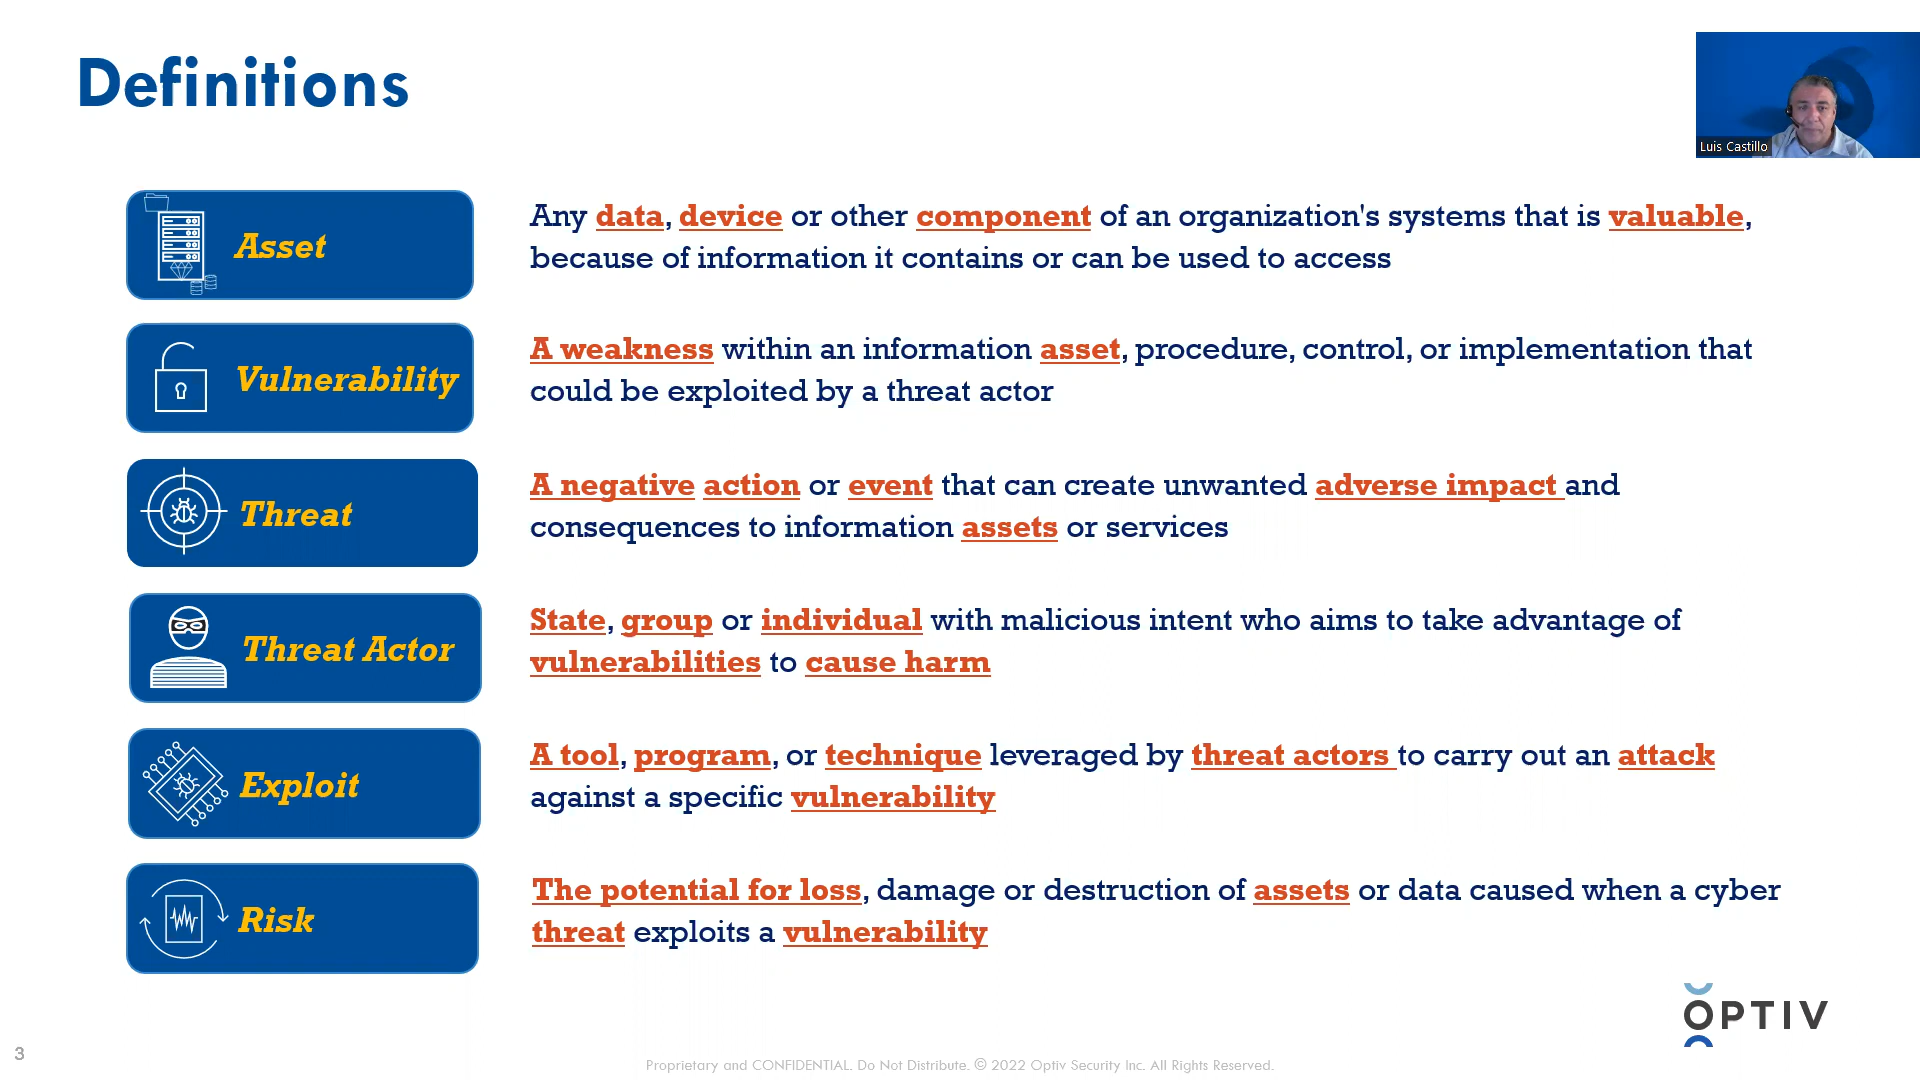 Definitions
Luis Castillo
Asset
Any data, device or other component of an organization's systems that is valuable,
because of information it contains or can be used to access
Vulnerability
A weakness within an information asset, procedure, control, or implementation that
could be exploited by a threat actor
Threat
A negative action or event that can create unwanted adverse impact and
consequences to information assets or services
Threat Actor
State, group or individual with malicious intent who aims to take advantage of
vulnerabilities to cause harm
Exploit
A tool, program, or technique leveraged by threat actors to carry out an attack
against a specific vulnerability
Risk
The potential for loss, damage or destruction of assets or data caused when a cyber
threat exploits a vulnerability
OPTIV
3
Proprietary and CONFIDENTIAL. Do Not Distribute. © 2022 Optiv Security Inc. All Rights Reserved.